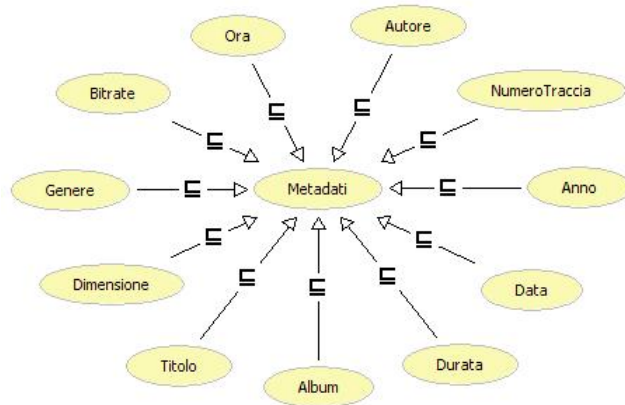 Ora
Autore
Bitrate
NumeroTraccia
⊑
⊑
⊑
⊑
Genere
⊑
Metadati
⊑
Anno
⊑
⊑
Dimensione
⊑
⊑
⊑
Data
Titolo
Album
Durata